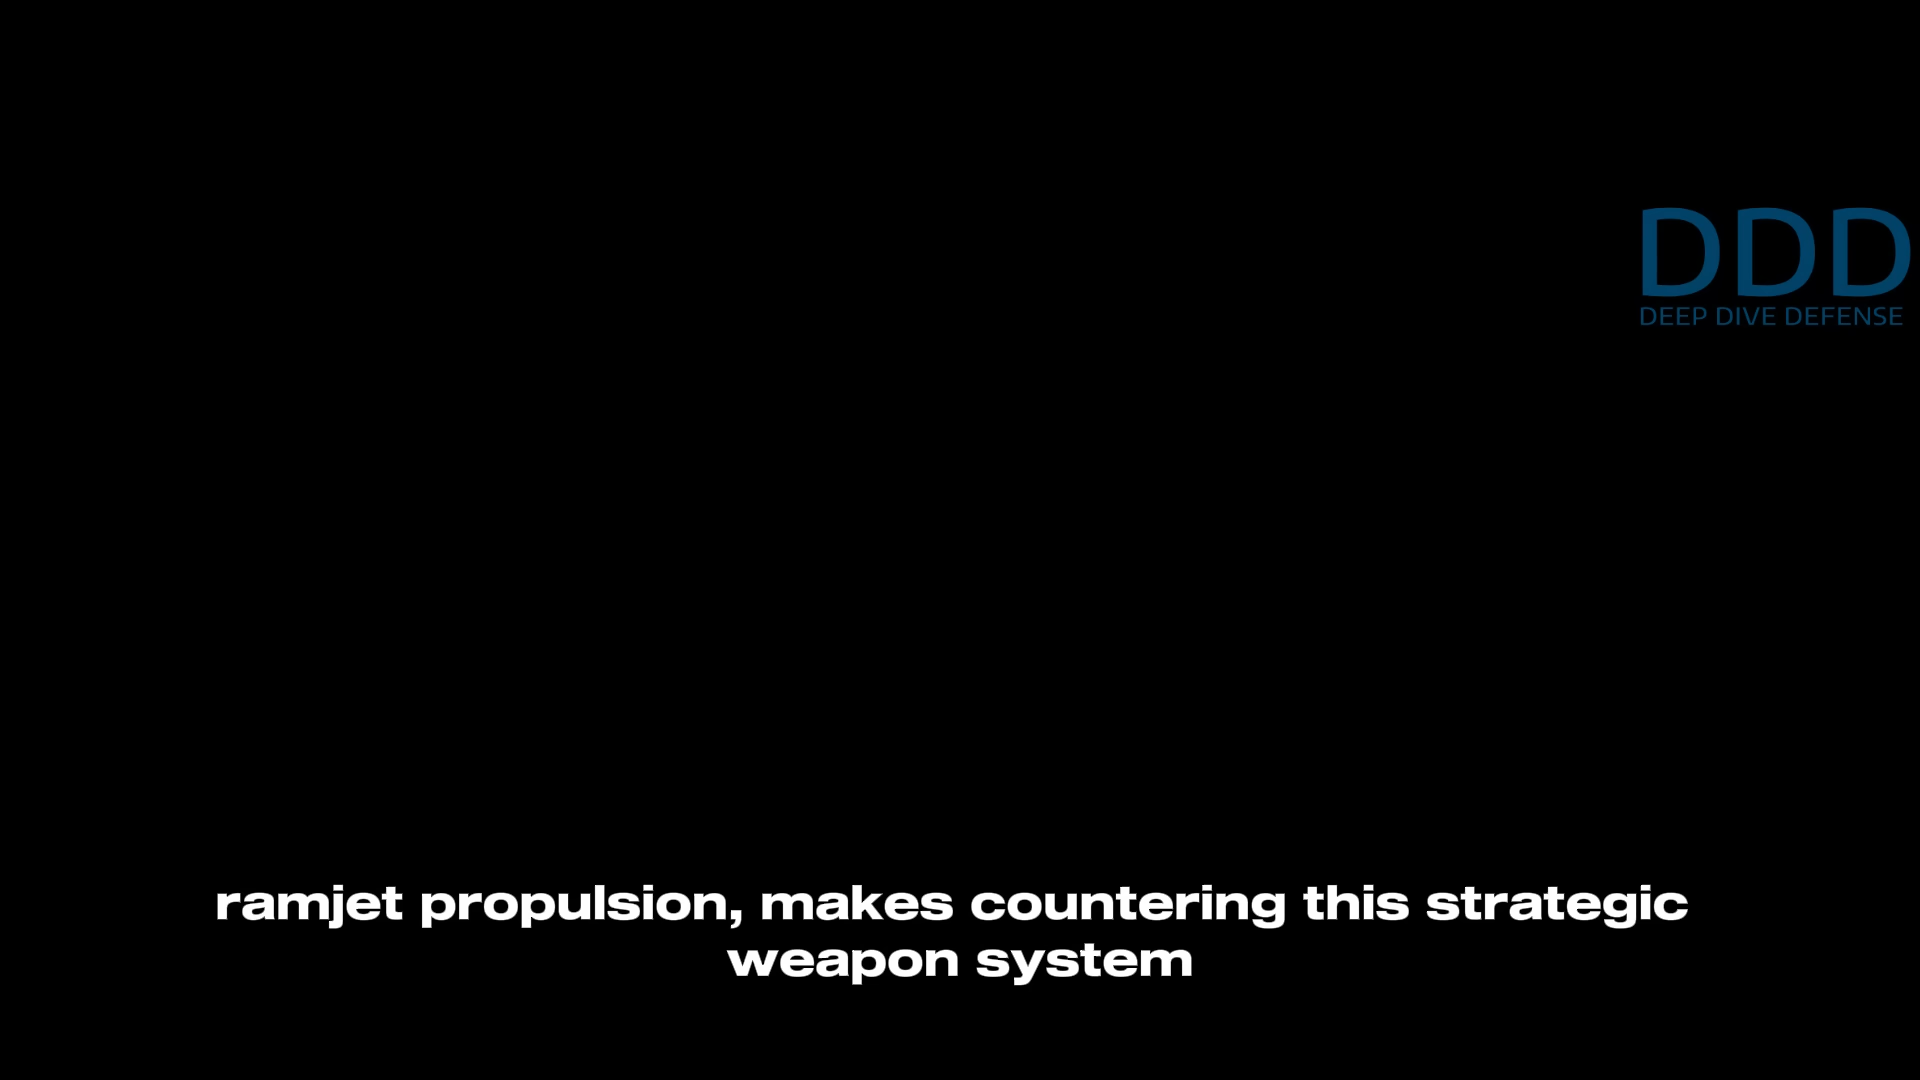 DDD
DEEP DIVE DEFENSE
ramjet propulsion, makes countering this strategic
weapon system